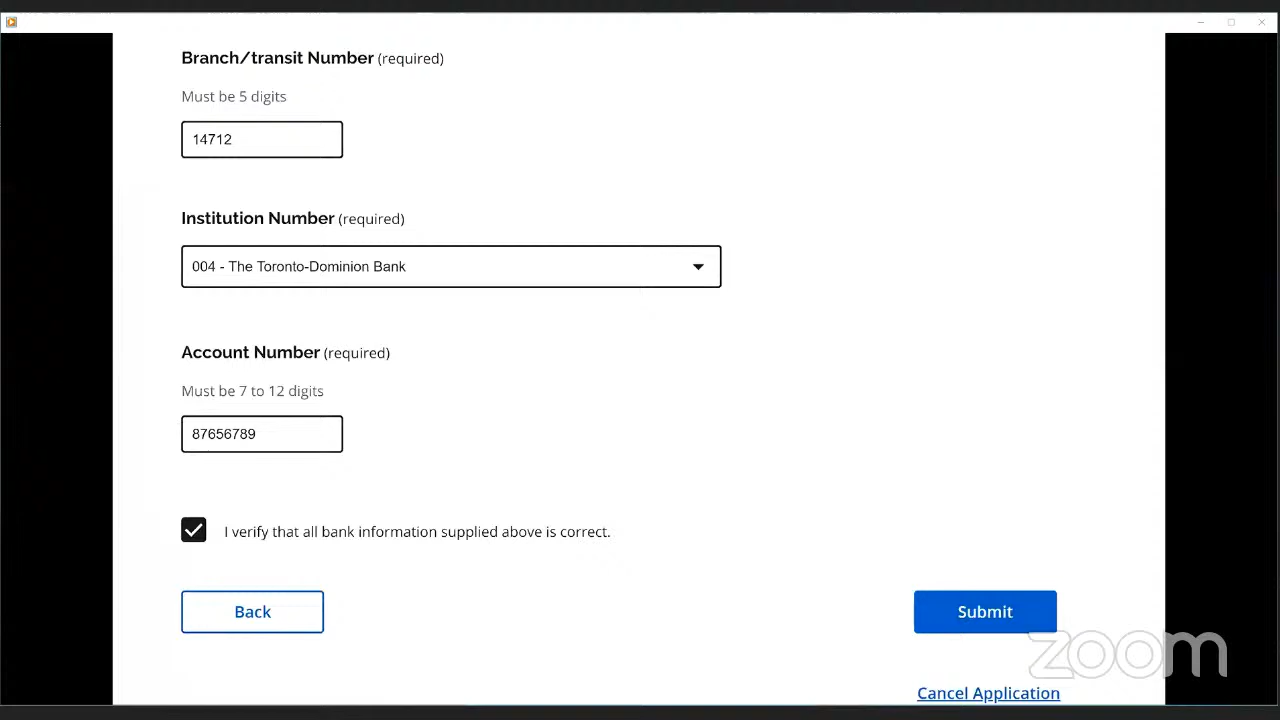 Branch/transit Number (required)
Must be 5 digits
14712
Institution Number (required)
004 - The Toronto-Dominion Bank
Account Number (required)
Must be 7 to 12 digits
87656789
I verify that all bank information supplied above is correct.
Back
Submit
zoom
Cancel Application